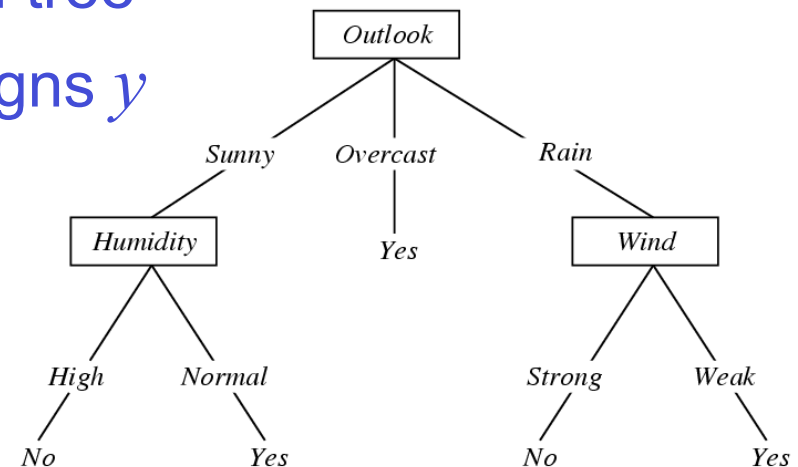 tree
gns y
Outlook
Sunny Overcast Rain
Humidity Yes Wind
High Normal Strong Weak
No Yes No Yes